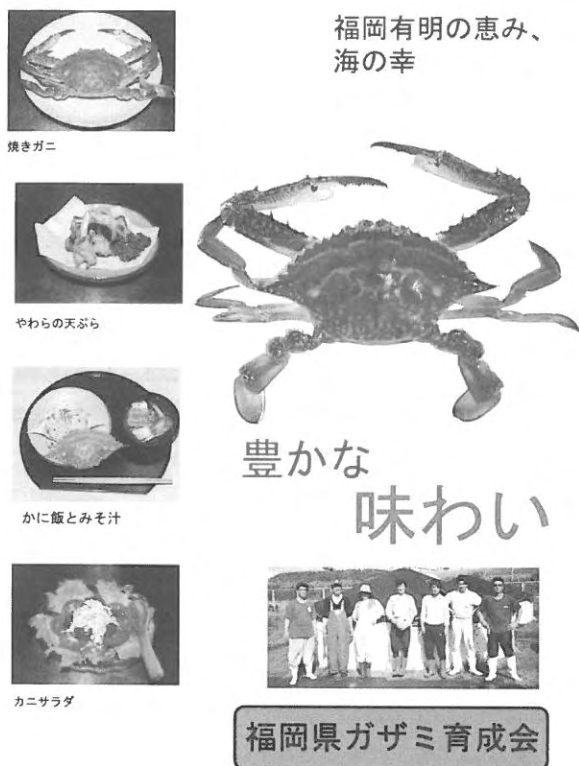 福岡有明の恵み、
海の幸
焼きガニ
やわらの天ぷら
かに飯とみそ汁
カニサラダ
豊かな
味わい
福岡県ガザミ育成会